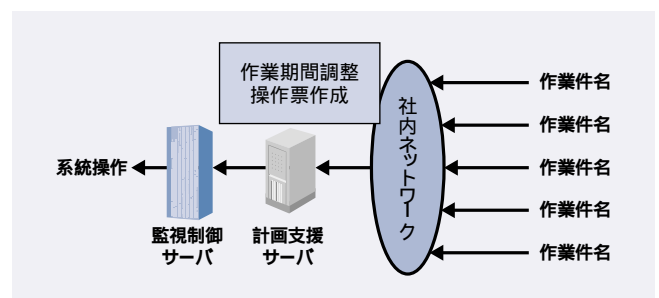 作業期間調整
操作票作成
社内ネットワーク
作業件名
作業件名
作業件名
作業件名
作業件名
系統操作
監視制御
サーバ
計画支援
サーバ